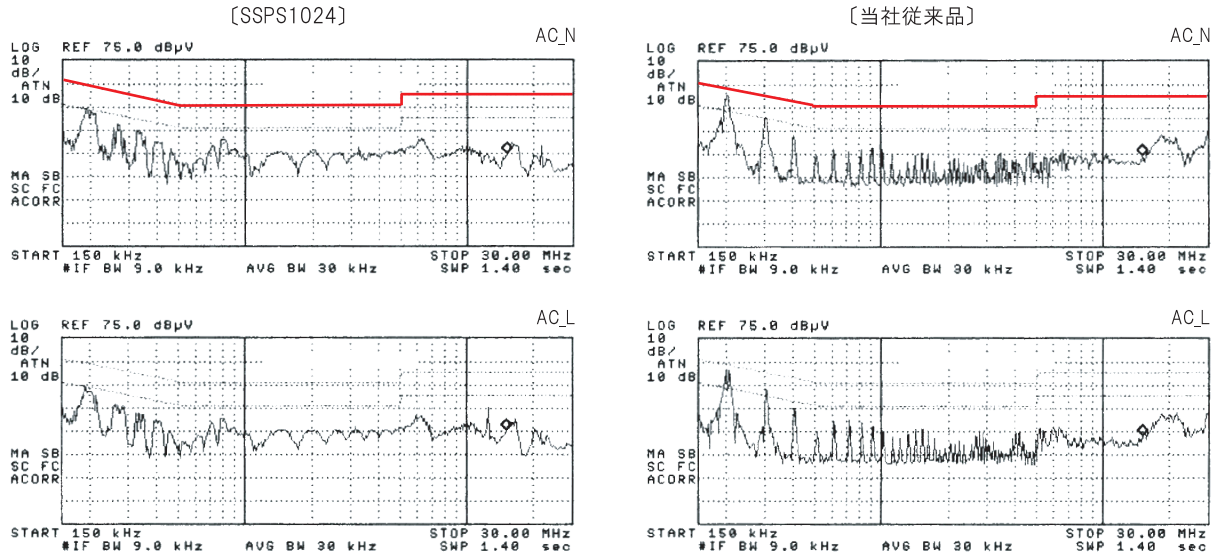 〔SSPS1024〕
AC_N
LOG REF 75.0 dBμV
10
dB/
ATN
10 dB
MA SB
SC FC
ACORR
START 150 kHz STOP 30.00 MHz
#IF BW 9.0 kHz AVG BW 30 kHz SWP 1.40 sec
〔当社従来品〕
AC_N
LOG REF 75.0 dBμV
10
dB/
ATN
10 dB
MA SB
SC FC
ACORR
START 150 kHz STOP 30.00 MHz
#IF BW 9.0 kHz AVG BW 30 kHz SWP 1.40 sec
AC_L
LOG REF 75.0 dBμV
10
dB/
ATN
10 dB
MA SB
SC FC
ACORR
START 150 kHz STOP 30.00 MHz
#IF BW 9.0 kHz AVG BW 30 kHz SWP 1.40 sec
AC_L
LOG REF 75.0 dBμV
10
dB/
ATN
10 dB
MA SB
SC FC
ACORR
START 150 kHz STOP 30.00 MHz
#IF BW 9.0 kHz AVG BW 30 kHz SWP 1.40 sec